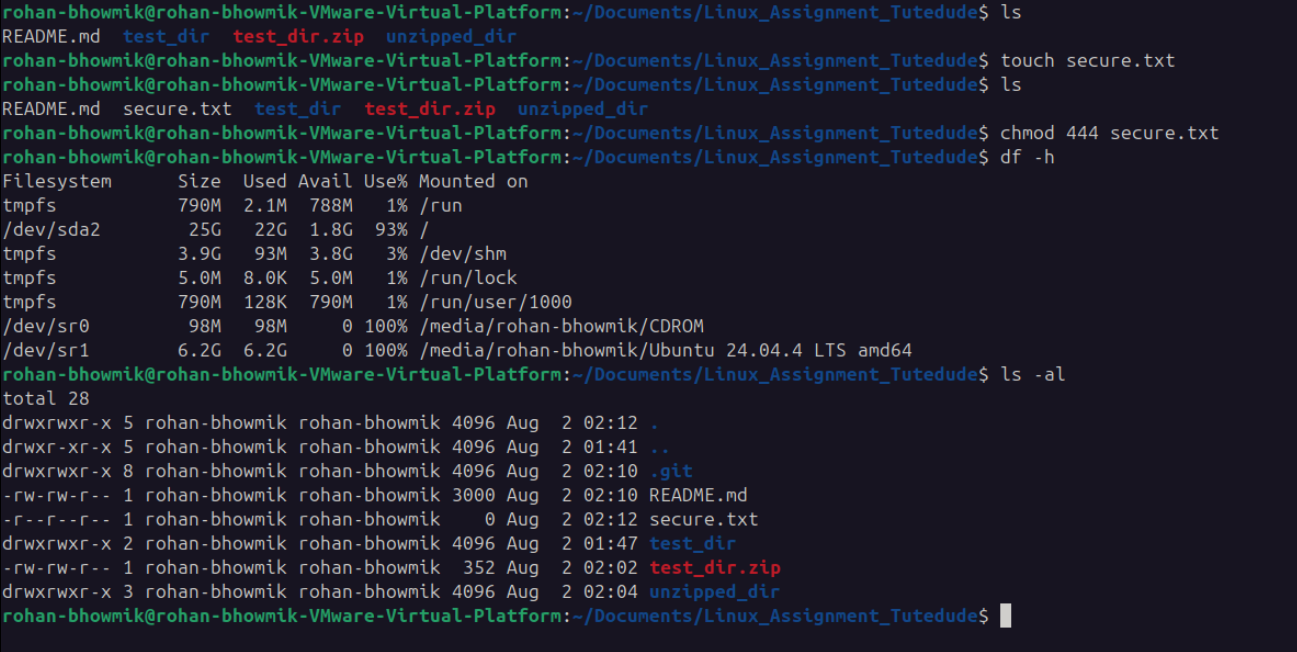 rohan-bhowmik@rohan-bhowmik-VMware-Virtual-Platform:~/Documents/Linux_Assignment_Tutedude$ ls
README.md  test_dir  test_dir.zip  unzipped_dir
rohan-bhowmik@rohan-bhowmik-VMware-Virtual-Platform:~/Documents/Linux_Assignment_Tutedude$ touch secure.txt
rohan-bhowmik@rohan-bhowmik-VMware-Virtual-Platform:~/Documents/Linux_Assignment_Tutedude$ ls
README.md  secure.txt  test_dir  test_dir.zip  unzipped_dir
rohan-bhowmik@rohan-bhowmik-VMware-Virtual-Platform:~/Documents/Linux_Assignment_Tutedude$ chmod 444 secure.txt
rohan-bhowmik@rohan-bhowmik-VMware-Virtual-Platform:~/Documents/Linux_Assignment_Tutedude$ df -h
Filesystem      Size  Used Avail Use% Mounted on
tmpfs           790M  2.1M  788M   1% /run
/dev/sda2        25G   22G  1.8G  93% /
tmpfs           3.9G   93M  3.8G   3% /dev/shm
tmpfs           5.0M  8.0K  5.0M   1% /run/lock
tmpfs           790M  128K  790M   1% /run/user/1000
/dev/sr0         98M   98M     0 100% /media/rohan-bhowmik/CDROM
/dev/sr1        6.2G  6.2G     0 100% /media/rohan-bhowmik/Ubuntu 24.04.4 LTS amd64
rohan-bhowmik@rohan-bhowmik-VMware-Virtual-Platform:~/Documents/Linux_Assignment_Tutedude$ ls -al
total 28
drwxrwxr-x 5 rohan-bhowmik rohan-bhowmik 4096 Aug  2 02:12 .
drwxr-xr-x 5 rohan-bhowmik rohan-bhowmik 4096 Aug  2 01:41 ..
drwxrwxr-x 8 rohan-bhowmik rohan-bhowmik 4096 Aug  2 02:10 .git
-rw-rw-r-- 1 rohan-bhowmik rohan-bhowmik 3000 Aug  2 02:10 README.md
-r--r--r-- 1 rohan-bhowmik rohan-bhowmik    0 Aug  2 02:12 secure.txt
drwxrwxr-x 2 rohan-bhowmik rohan-bhowmik 4096 Aug  2 01:47 test_dir
-rw-rw-r-- 1 rohan-bhowmik rohan-bhowmik  352 Aug  2 02:02 test_dir.zip
drwxrwxr-x 3 rohan-bhowmik rohan-bhowmik 4096 Aug  2 02:04 unzipped_dir
rohan-bhowmik@rohan-bhowmik-VMware-Virtual-Platform:~/Documents/Linux_Assignment_Tutedude$